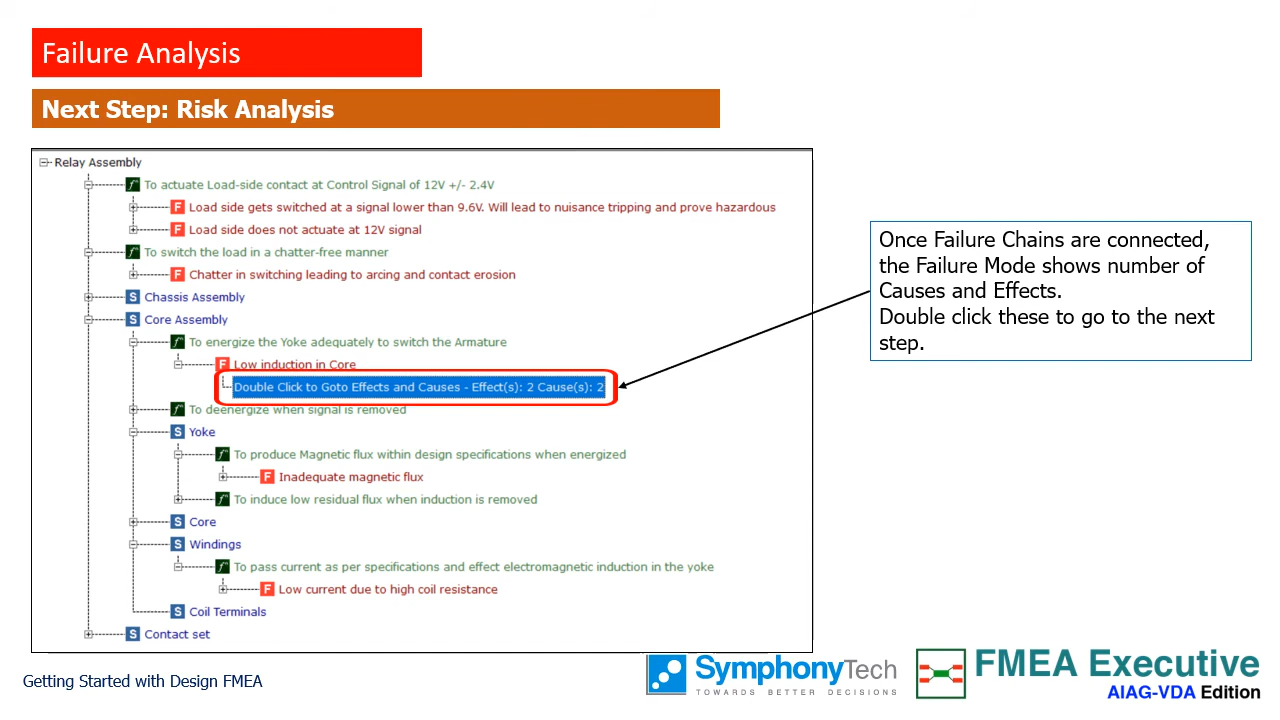 Failure Analysis
Next Step: Risk Analysis
Relay Assembly
f" To actuate Load-side contact at Control Signal of 12V +/- 2.4V
F Load side gets switched at a signal lower than 9.6V. Will lead to nuisance tripping and prove hazardous
F Load side does not actuate at 12V signal
f" To switch the load in a chatter-free manner
F Chatter in switching leading to arcing and contact erosion
S Chassis Assembly
S Core Assembly
f" To energize the Yoke adequately to switch the Armature
F Low induction in Core
Double Click to Goto Effects and Causes - Effect(s): 2 Cause(s): 2
f" To deenergize when signal is removed
S Yoke
f" To produce Magnetic flux within design specifications when energized
F Inadequate magnetic flux
f" To induce low residual flux when induction is removed
S Core
S Windings
f" To pass current as per specifications and effect electromagnetic induction in the yoke
F Low current due to high coil resistance
S Coil Terminals
S Contact set
Once Failure Chains are connected,
the Failure Mode shows number of
Causes and Effects.
Double click these to go to the next
step.
Getting Started with Design FMEA
SymphonyTech
TOWARDS BETTER DECISIONS
FMEA Executive
AIAG-VDA Edition